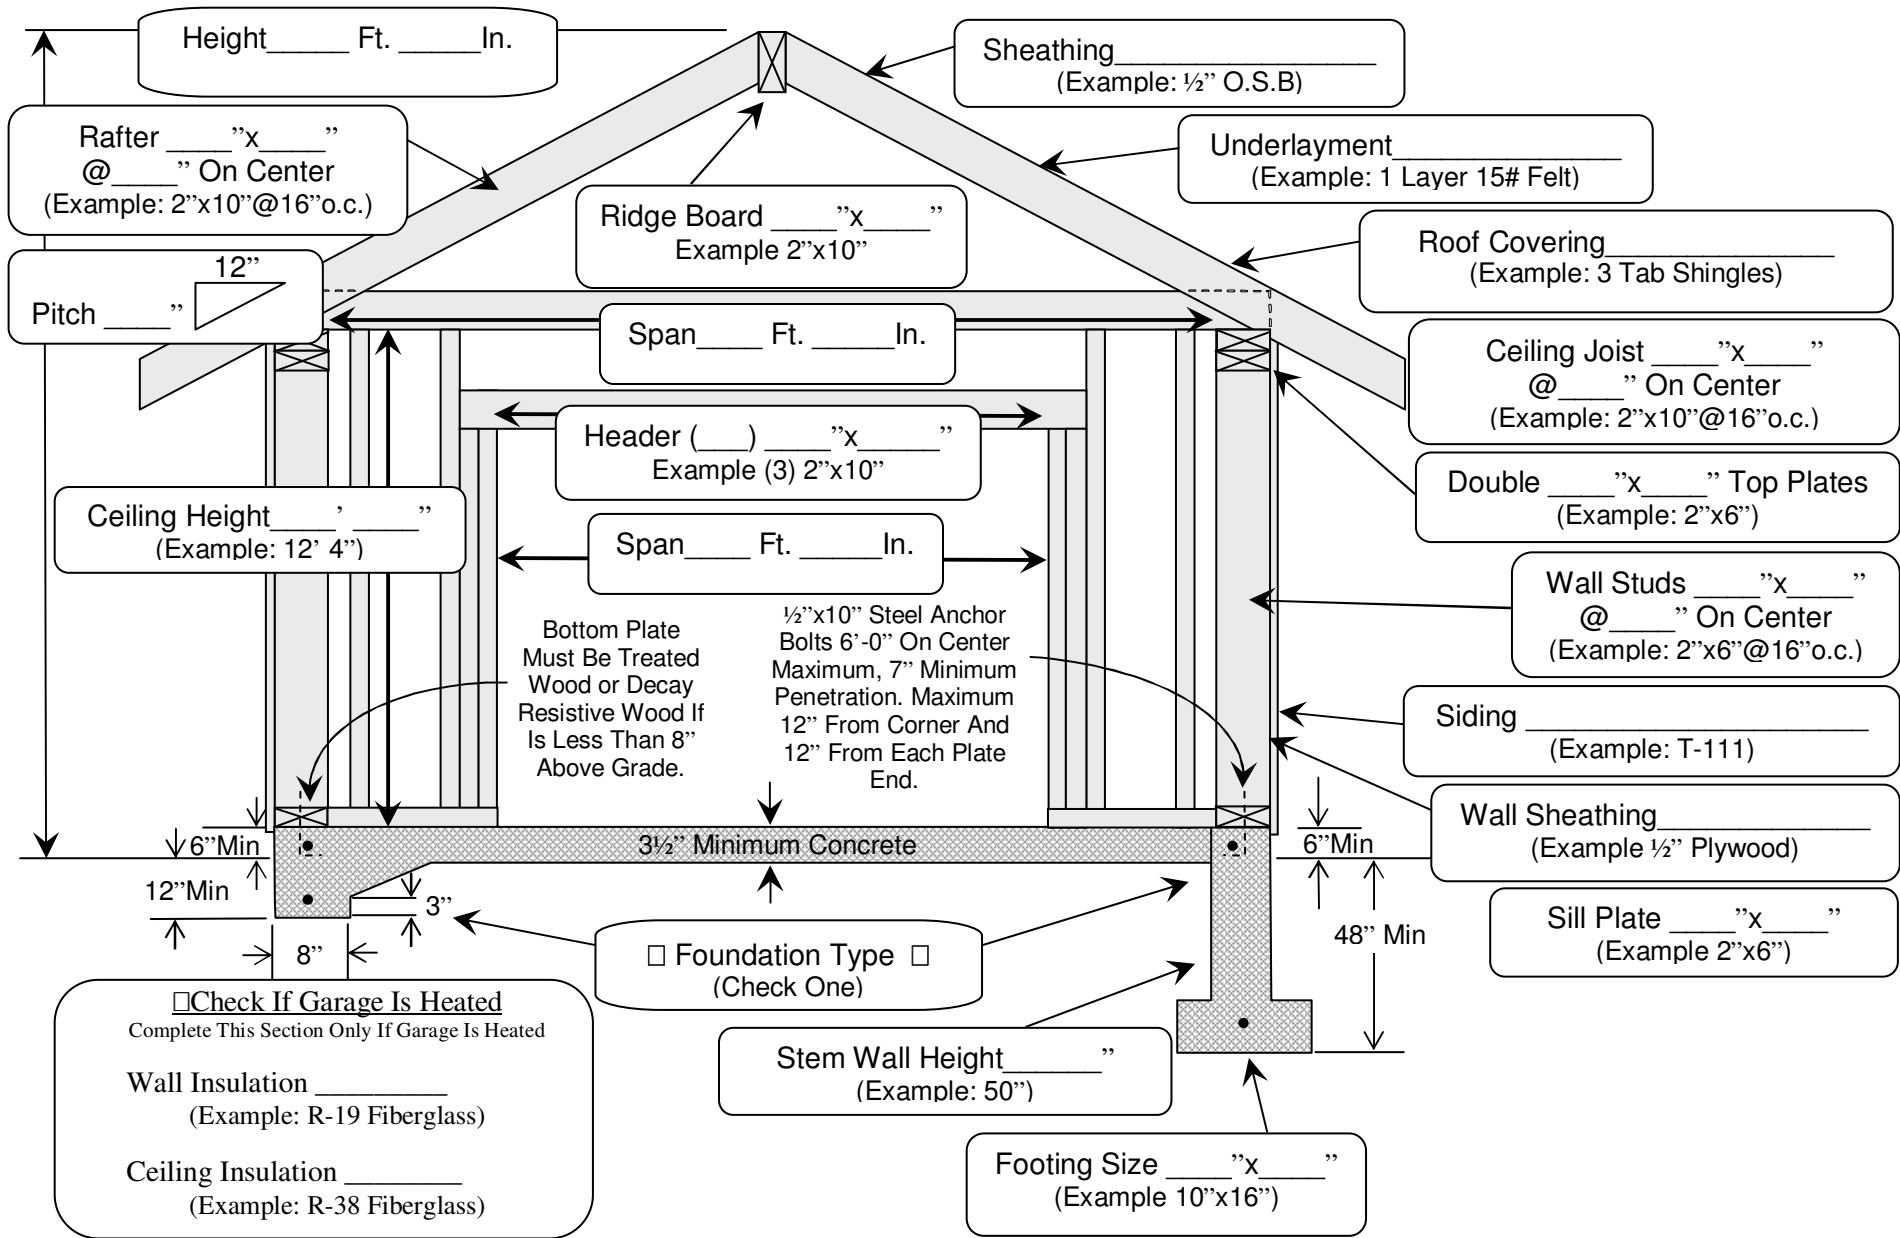 Height_____ Ft. _____In.
Sheathing________________
(Example: ½” O.S.B)
Rafter ____”x____”
@____” On Center
(Example: 2”x10”@16”o.c.)
Underlayment______________
(Example: 1 Layer 15# Felt)
Ridge Board ____”x____”
Example 2”x10”
Roof Covering______________
(Example: 3 Tab Shingles)
12”
Pitch ____”
Span____ Ft. _____In.
Ceiling Joist ____”x____”
@____” On Center
(Example: 2”x10”@16”o.c.)
Header (___) ____”x_____”
Example (3) 2”x10”
Double ____”x____” Top Plates
(Example: 2”x6”)
Ceiling Height____’ ____”
(Example: 12’ 4”)
Span____ Ft. _____In.
Wall Studs ____”x____”
@____” On Center
(Example: 2”x6”@16”o.c.)
Bottom Plate
Must Be Treated
Wood or Decay
Resistive Wood If
Is Less Than 8”
Above Grade.
½”x10” Steel Anchor
Bolts 6’-0” On Center
Maximum, 7” Minimum
Penetration. Maximum
12” From Corner And
12” From Each Plate
End.
Siding _____________________
(Example: T-111)
Wall Sheathing_____________
(Example ½” Plywood)
6”Min
3½” Minimum Concrete
6”Min
12”Min
3”
8”
48” Min
Sill Plate ____”x____”
(Example 2”x6”)
□ Foundation Type □
(Check One)
□Check If Garage Is Heated
Complete This Section Only If Garage Is Heated
Wall Insulation _________
(Example: R-19 Fiberglass)
Ceiling Insulation ________
(Example: R-38 Fiberglass)
Stem Wall Height______”
(Example: 50”)
Footing Size ____”x____”
(Example 10”x16”)